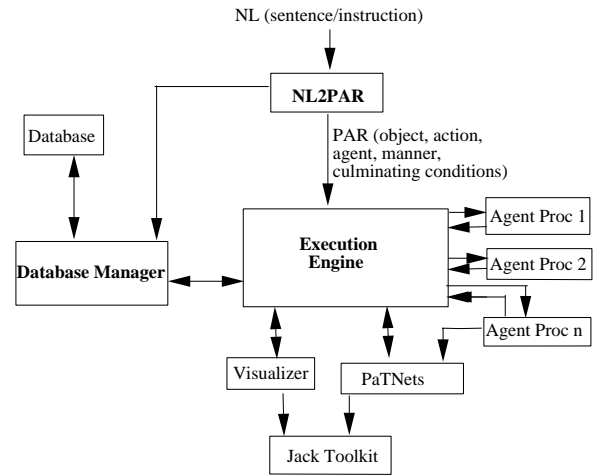 NL (sentence/instruction)
NL2PAR
PAR (object, action,
agent, manner,
culminating conditions)
Database
Execution
Engine
Agent Proc 1
Database Manager
Agent Proc 2
Agent Proc n
Visualizer
PaTNets
Jack Toolkit